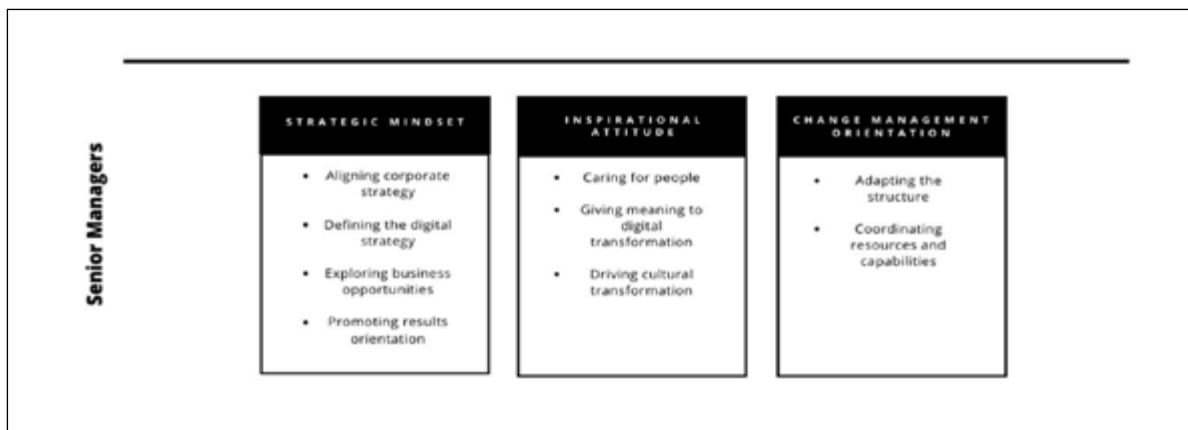 Senior Managers
STRATEGIC MINDSET
▪ Aligning corporate
strategy
▪ Defining the digital
strategy
▪ Exploring business
opportunities
▪ Promoting results
orientation
INSPIRATIONAL
ATTITUDE
▪ Caring for people
▪ Giving meaning to
digital
transformation
▪ Driving cultural
transformation
CHANGE MANAGEMENT
ORIENTATION
▪ Adapting the
structure
▪ Coordinating
resources and
capabilities